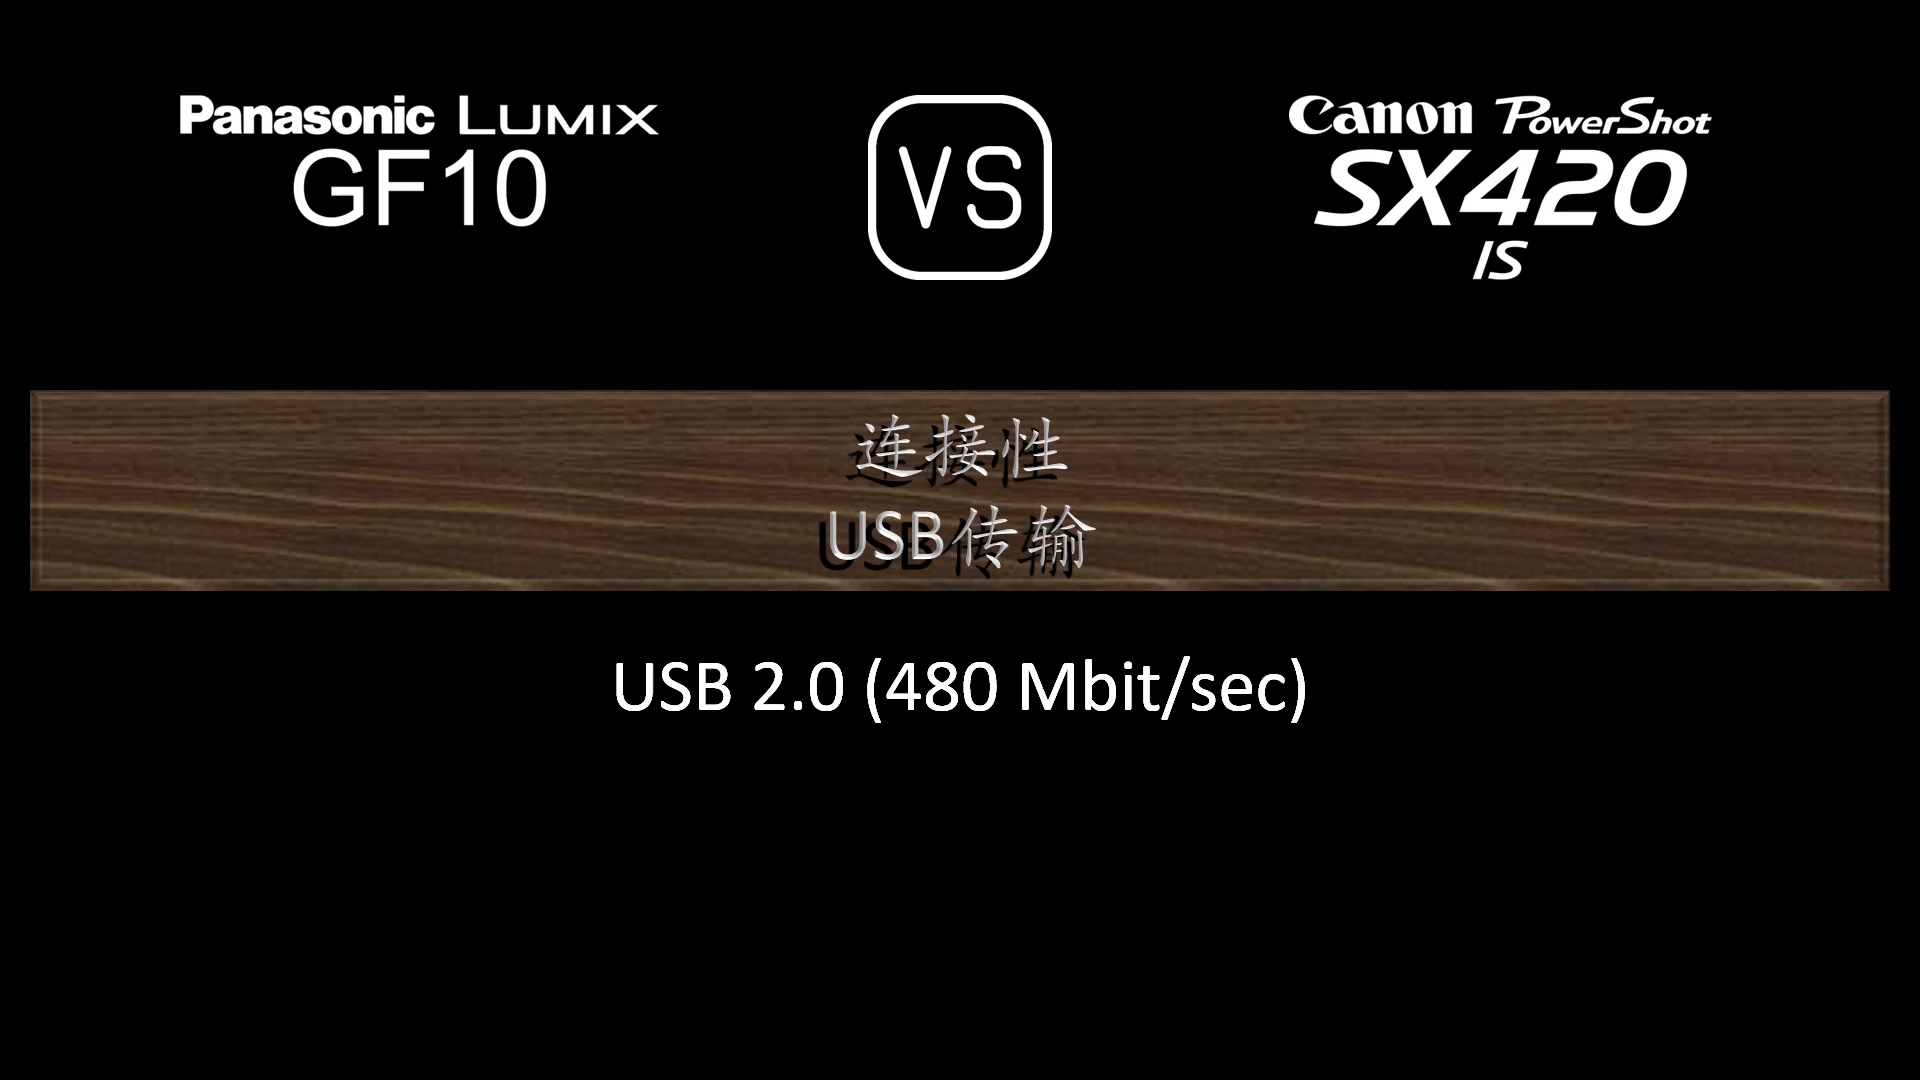 Panasonic LUMIX
GF10
VS
Canon PowerShot
SX420
IS
连接性
USB传输
USB 2.0 (480 Mbit/sec)